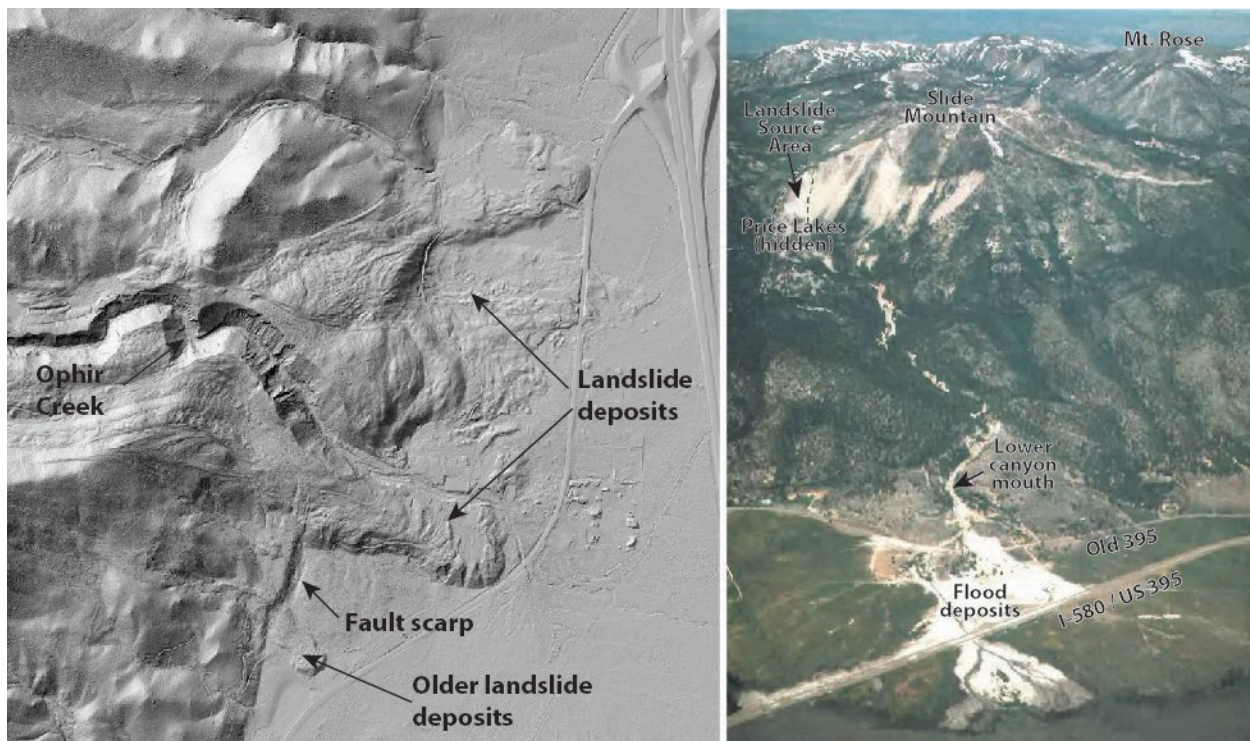 Ophir
Creek
Landslide
deposits
Fault scarp
Older landslide
deposits
Mt. Rose
Slide
Mountain
Landslide
Source
Area
Price Lakes
(hidden)
Lower
canyon
mouth
Old 395
Flood
deposits
I-580 / US 395